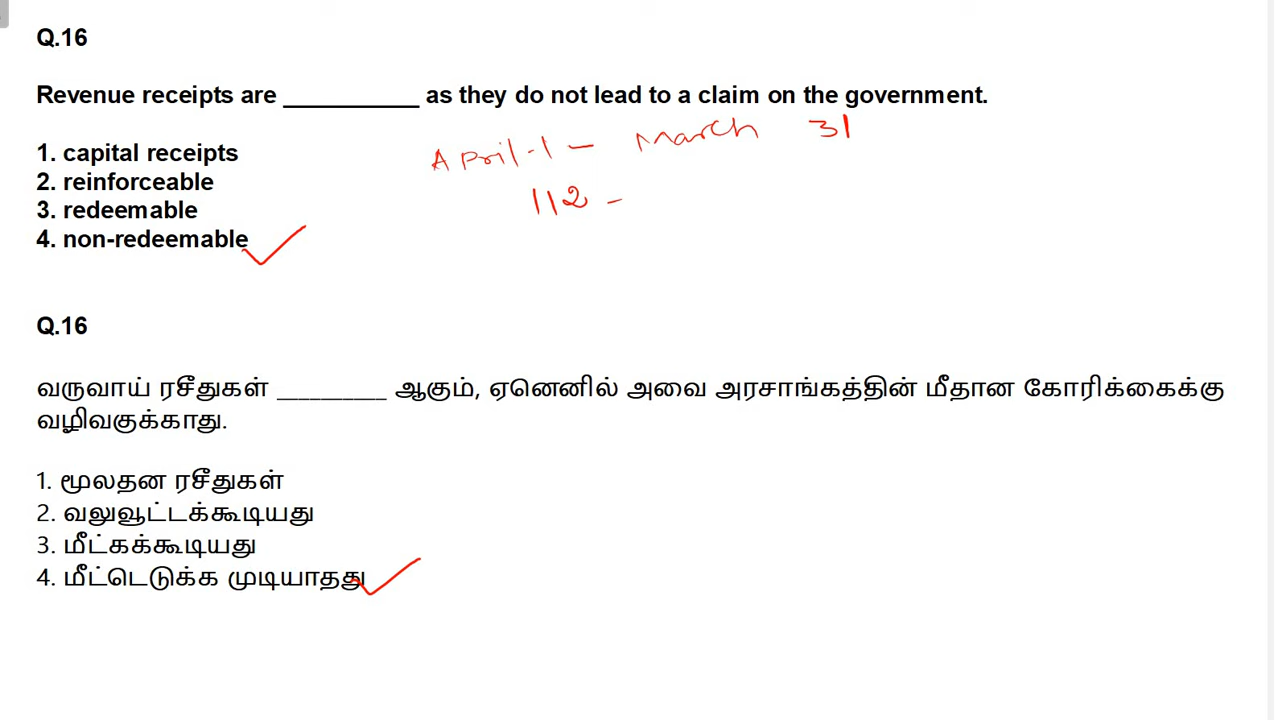 Q.16
Revenue receipts are __________ as they do not lead to a claim on the government.
April-1 - March 31
1. capital receipts
2. reinforceable
112 -
3. redeemable
4. non-redeemable
Q.16
வருவாய் ரசீதுகள் _________ ஆகும், ஏனெனில் அவை அரசாங்கத்தின் மீதான கோரிக்கைக்கு
வழிவகுக்காது.
1. மூலதன ரசீதுகள்
2. வலுவூட்டக்கூடியது
3. மீட்கக்கூடியது
4. மீட்டெடுக்க முடியாதது